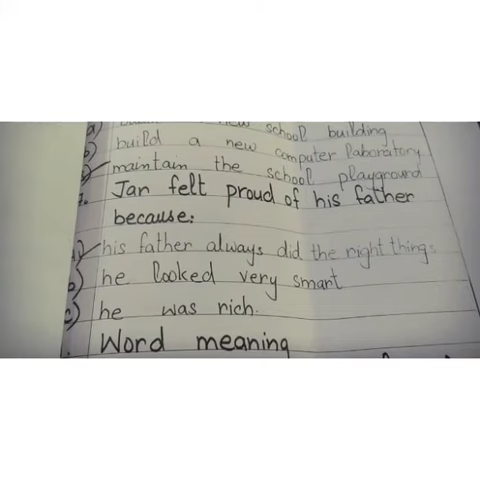 a) new school building
b) build a new computer laboratory
maintain the school playground
Jan felt proud of his father
because:
a) his father always did the right things
b) he looked very smart
c) he was rich.
Word meaning